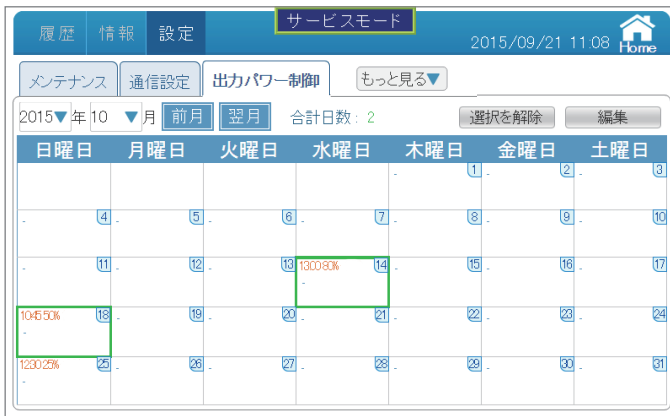 サービスモード
履歴 情報 設定 2015/09/21 11:08 Home
メンテナンス 通信設定 出力パワー制御 もっと見る▼
2015▼年 10 ▼月 前月 翌月 合計日数: 2 選択を解除 編集
日曜日 月曜日 火曜日 水曜日 木曜日 金曜日 土曜日
- 1 - 2 - 3
- 4 - 5 - 6 - 7 - 8 - 9 - 10
- 11 - 12 - 13 13:00 80% 14 - 15 - 16 - 17
-
10:45 50% 18 - 19 - 20 - 21 - 22 - 23 - 24
-
12:30 25% 25 - 26 - 27 - 28 - 29 - 30 - 31
-